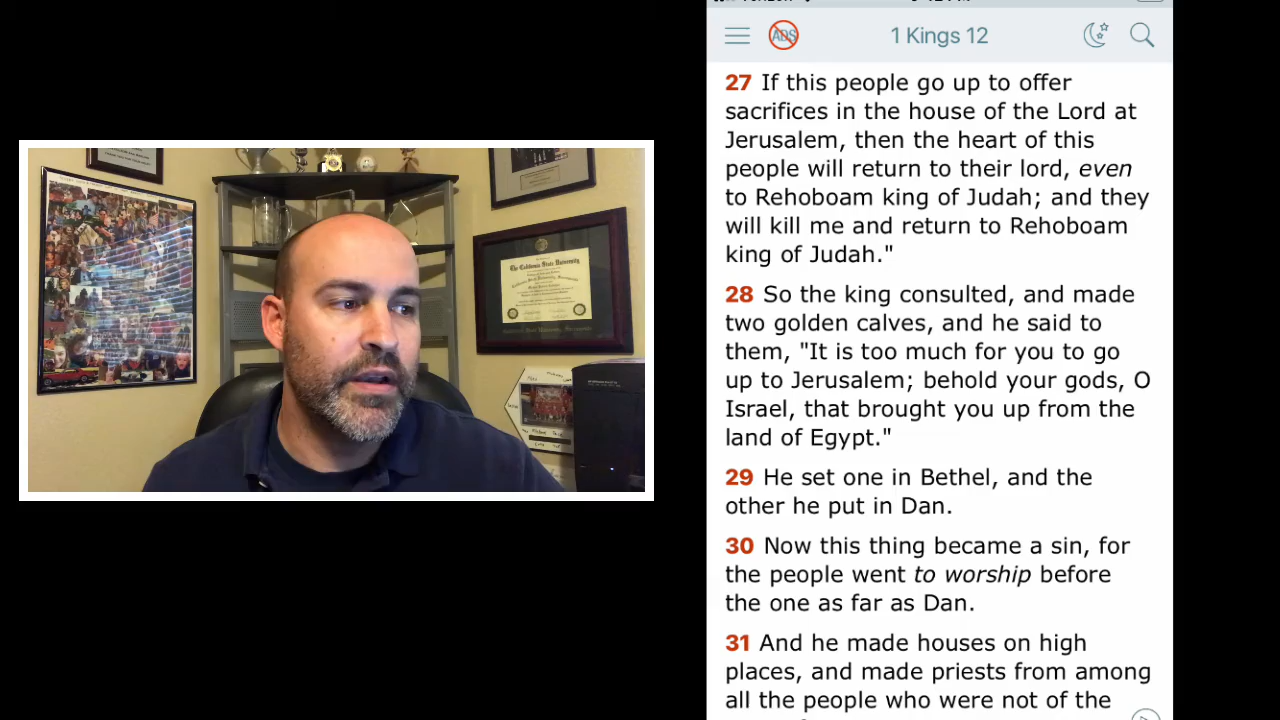 1 Kings 12
ADS
27 If this people go up to offer
sacrifices in the house of the Lord at
Jerusalem, then the heart of this
people will return to their lord, even
to Rehoboam king of Judah; and they
will kill me and return to Rehoboam
king of Judah."
28 So the king consulted, and made
two golden calves, and he said to
them, "It is too much for you to go
up to Jerusalem; behold your gods, O
Israel, that brought you up from the
land of Egypt."
29 He set one in Bethel, and the
other he put in Dan.
30 Now this thing became a sin, for
the people went to worship before
the one as far as Dan.
31 And he made houses on high
places, and made priests from among
all the people who were not of the
The California State University